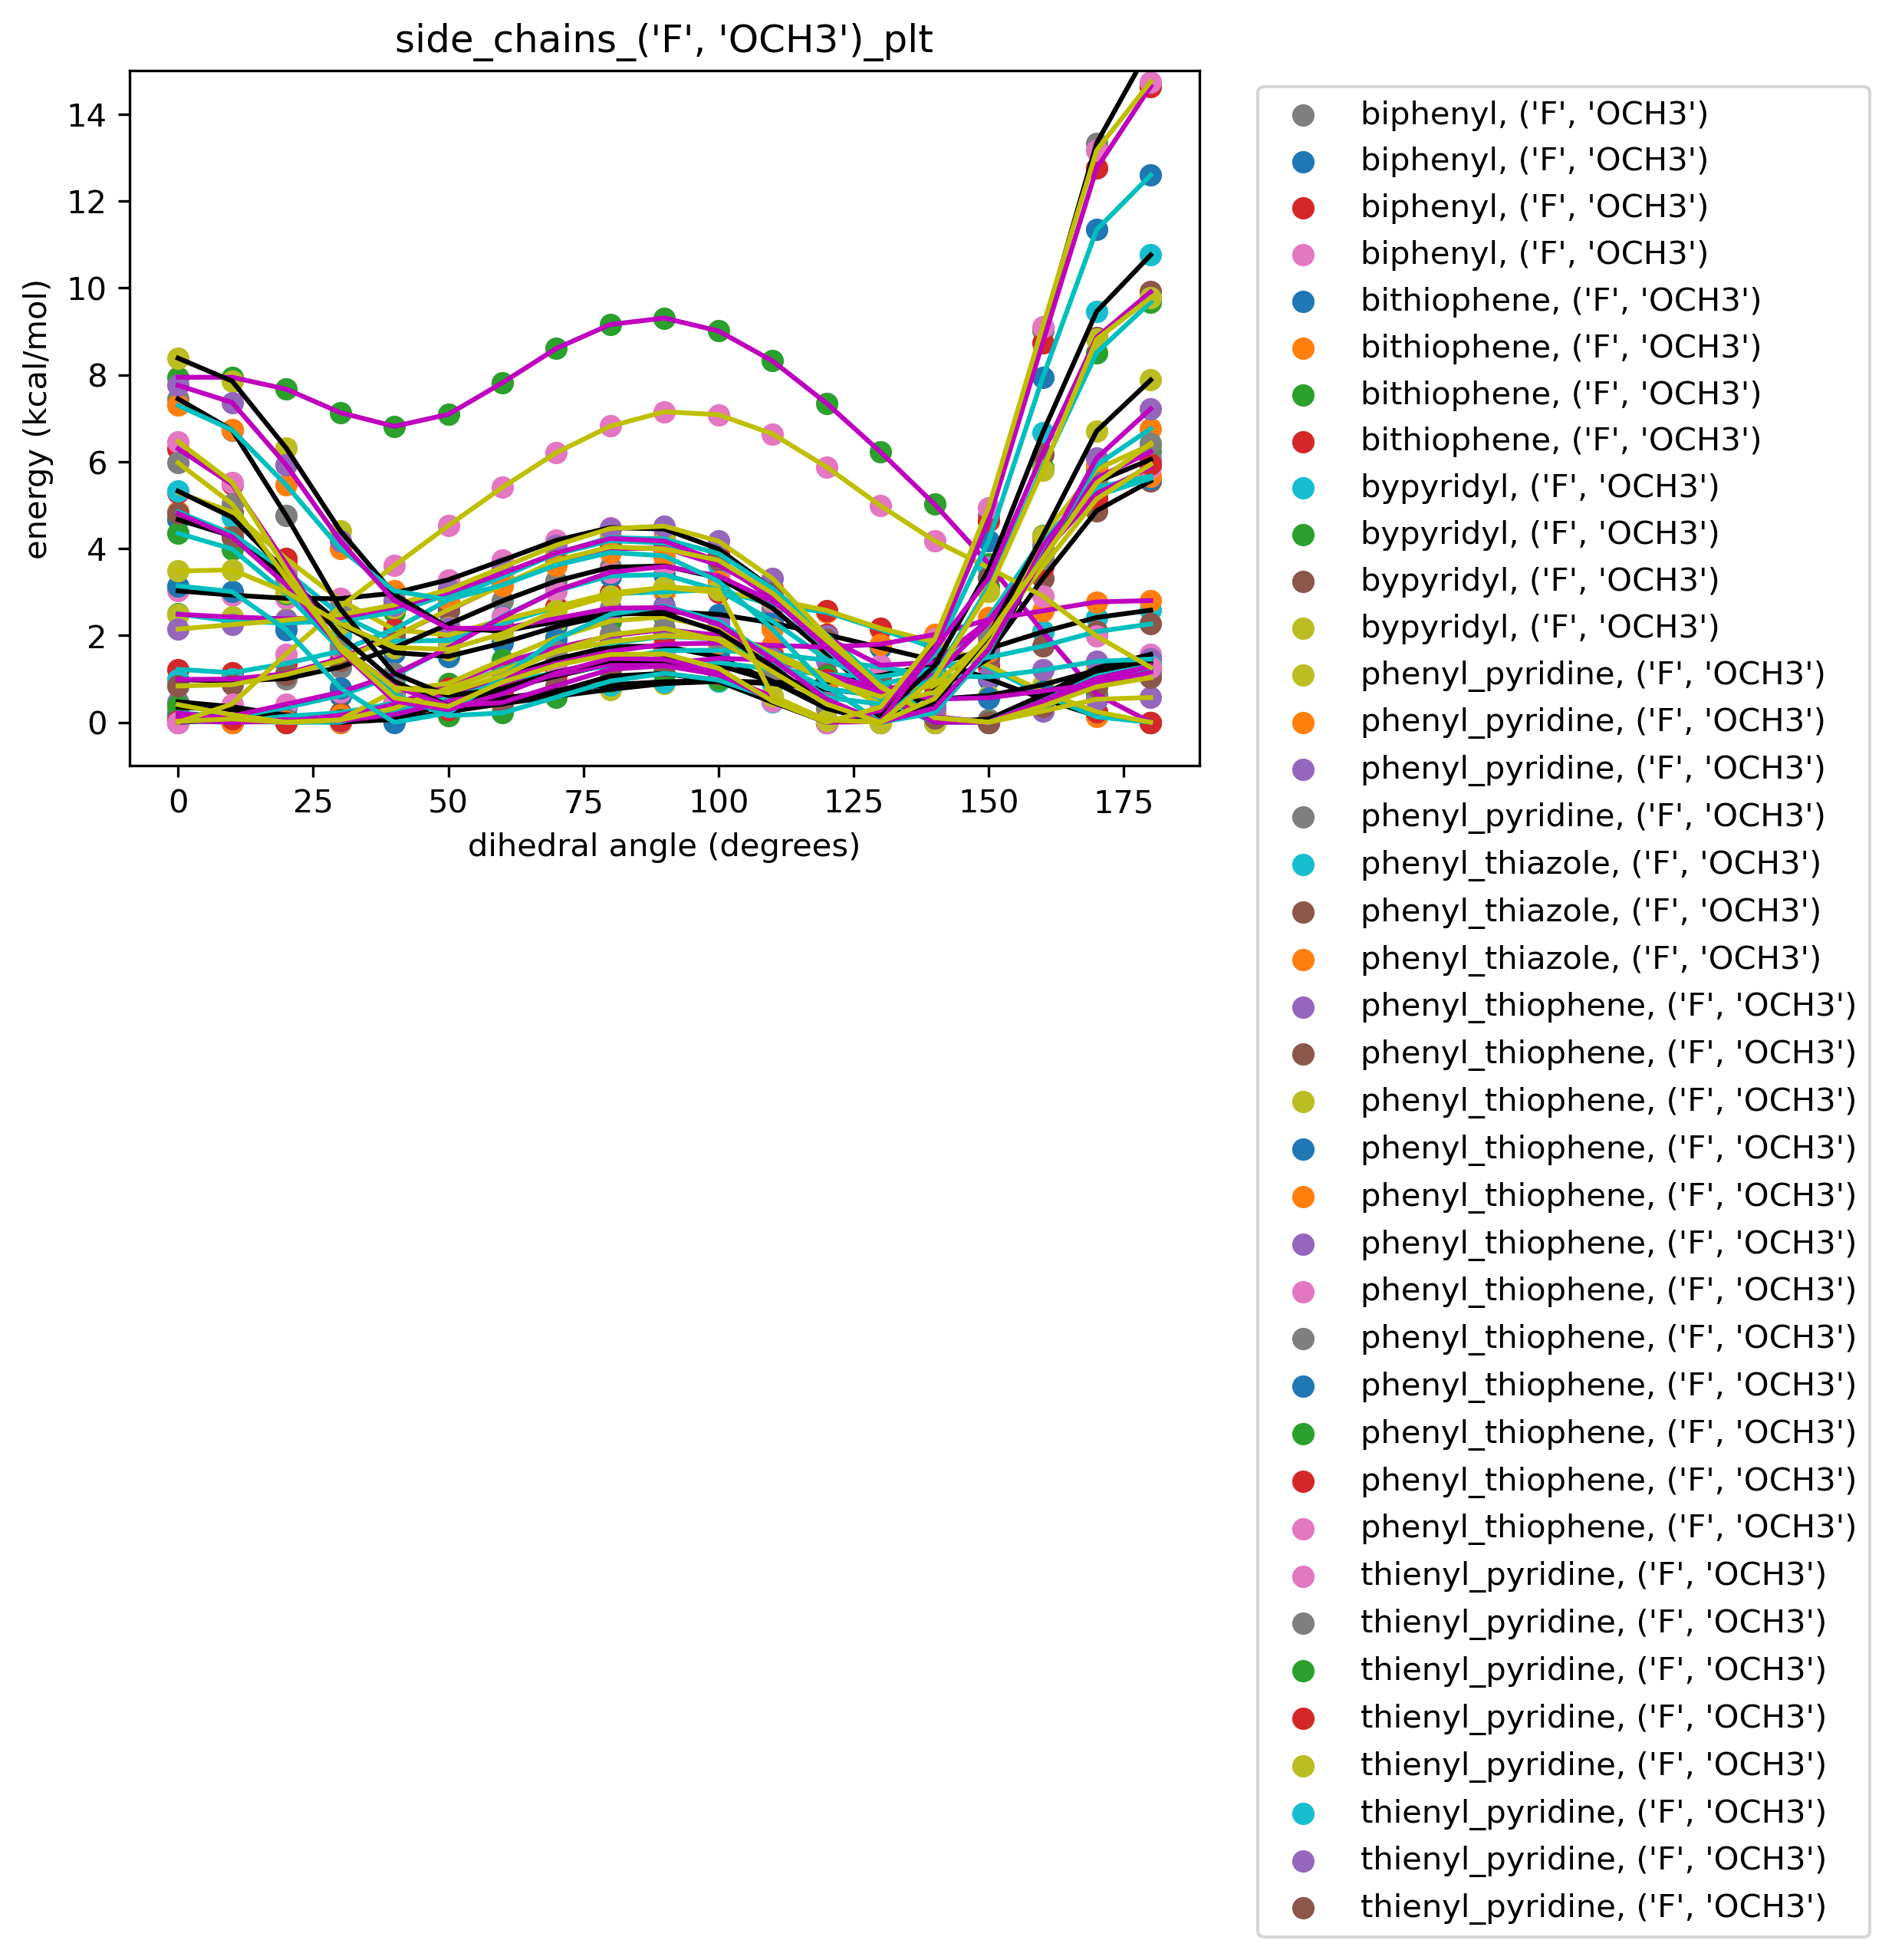 side_chains_('F', 'OCH3')_plt
14
12
10
8
6
4
2
0
energy (kcal/mol)
0 25 50 75 100 125 150 175
dihedral angle (degrees)
biphenyl, ('F', 'OCH3')
biphenyl, ('F', 'OCH3')
biphenyl, ('F', 'OCH3')
biphenyl, ('F', 'OCH3')
bithiophene, ('F', 'OCH3')
bithiophene, ('F', 'OCH3')
bithiophene, ('F', 'OCH3')
bithiophene, ('F', 'OCH3')
bypyridyl, ('F', 'OCH3')
bypyridyl, ('F', 'OCH3')
bypyridyl, ('F', 'OCH3')
bypyridyl, ('F', 'OCH3')
phenyl_pyridine, ('F', 'OCH3')
phenyl_pyridine, ('F', 'OCH3')
phenyl_pyridine, ('F', 'OCH3')
phenyl_pyridine, ('F', 'OCH3')
phenyl_thiazole, ('F', 'OCH3')
phenyl_thiazole, ('F', 'OCH3')
phenyl_thiazole, ('F', 'OCH3')
phenyl_thiophene, ('F', 'OCH3')
phenyl_thiophene, ('F', 'OCH3')
phenyl_thiophene, ('F', 'OCH3')
phenyl_thiophene, ('F', 'OCH3')
phenyl_thiophene, ('F', 'OCH3')
phenyl_thiophene, ('F', 'OCH3')
phenyl_thiophene, ('F', 'OCH3')
phenyl_thiophene, ('F', 'OCH3')
phenyl_thiophene, ('F', 'OCH3')
phenyl_thiophene, ('F', 'OCH3')
phenyl_thiophene, ('F', 'OCH3')
phenyl_thiophene, ('F', 'OCH3')
thienyl_pyridine, ('F', 'OCH3')
thienyl_pyridine, ('F', 'OCH3')
thienyl_pyridine, ('F', 'OCH3')
thienyl_pyridine, ('F', 'OCH3')
thienyl_pyridine, ('F', 'OCH3')
thienyl_pyridine, ('F', 'OCH3')
thienyl_pyridine, ('F', 'OCH3')
thienyl_pyridine, ('F', 'OCH3')